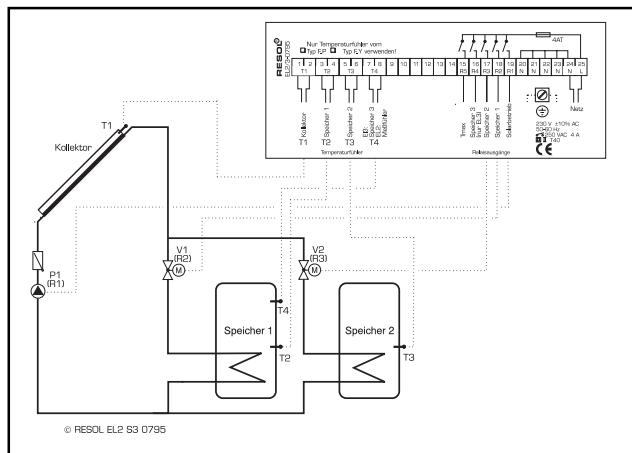 RESOL®
EL2/3-0795
Nur Temperaturfühler vom
Typ F.P Typ F.Y verwenden!
4AT
1 2 3 4 5 6 7 8 9 10 11 12 13 14 15 16 17 18 19 20 21 22 23 24 25
T1 T2 T3 T4 R5 R4 R3 R2 R1 N N N N N L
Kollektor
T1
Speicher 1
T2
Speicher 2
T3
Speicher 3
EL2:
Meßfühler
T4
Tmax
Speicher 3
(nur EL3)
Speicher 2
Speicher 1
Solarbetrieb
Netz
Temperaturfühler
Relaisausgänge
230 V ±10% AC
50-60 Hz
250 VAC 4 A
T40
CE
T1
Kollektor
P1
(R1)
V1
(R2)
M
V2
(R3)
M
T4
Speicher 1
T2
Speicher 2
T3
© RESOL EL2 S3 0795